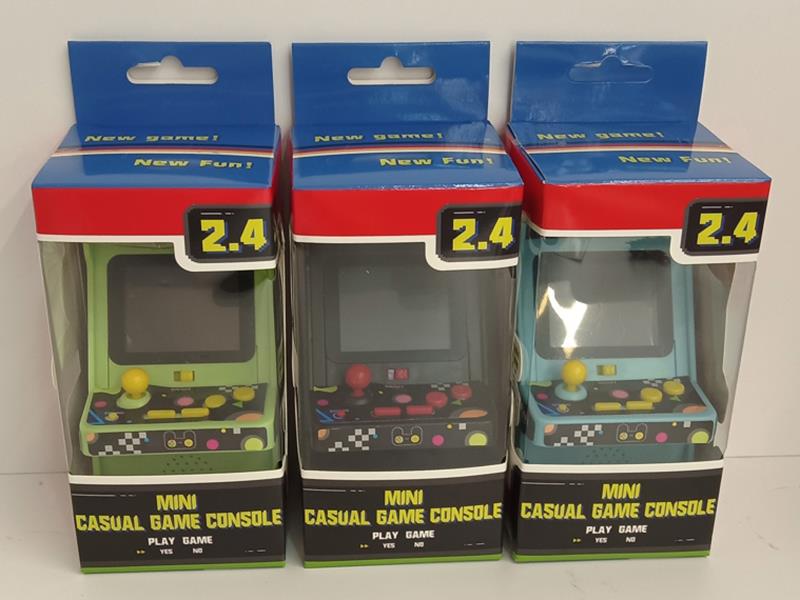 New game!
New Fun!
2.4
MINI
CASUAL GAME CONSOLE
PLAY GAME
YES NO
New game!
New Fun!
2.4
MINI
CASUAL GAME CONSOLE
PLAY GAME
YES NO
New game!
New Fun!
2.4
MINI
CASUAL GAME CONSOLE
PLAY GAME
YES NO